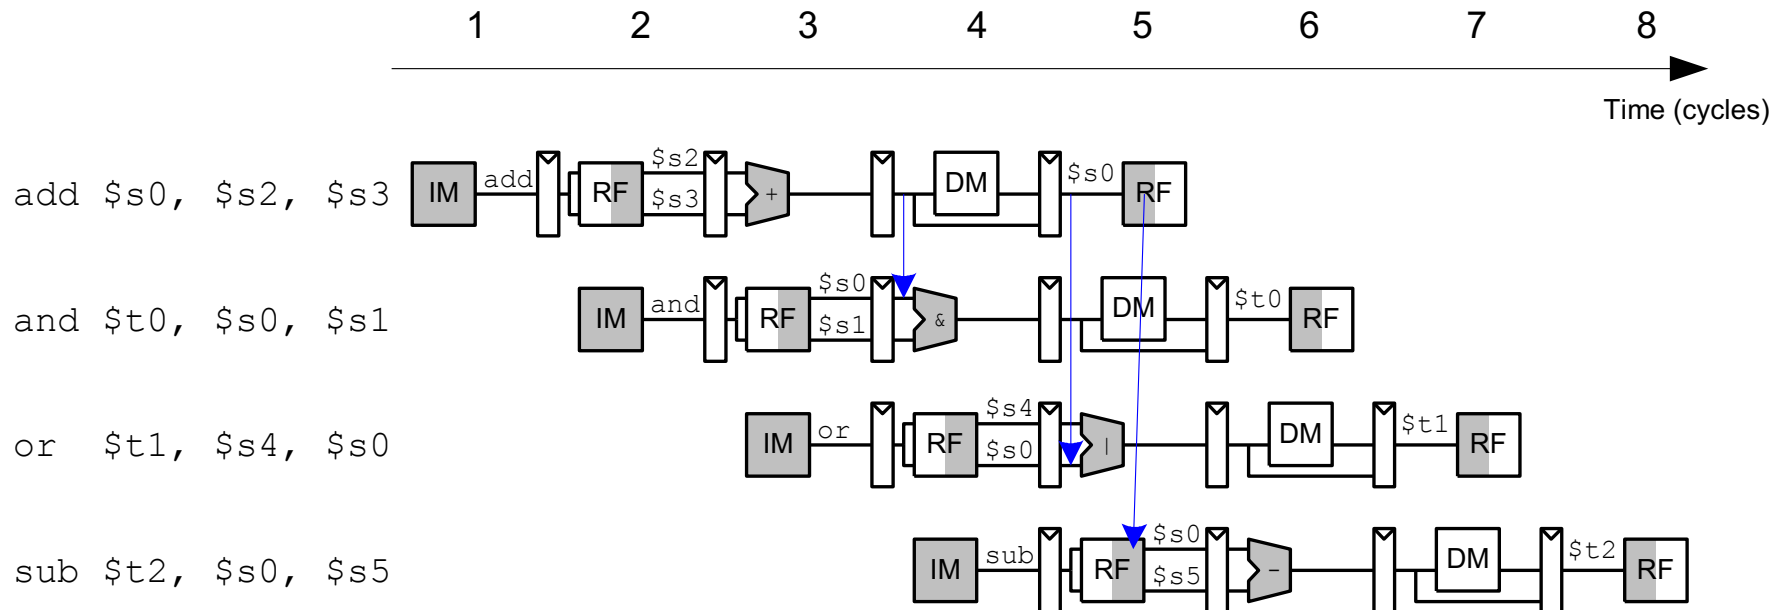 1 2 3 4 5 6 7 8
Time (cycles)
add $s0, $s2, $s3 IM add RF $s2 $s3 + DM $s0 RF
and $t0, $s0, $s1 IM and RF $s0 $s1 & DM $t0 RF
or $t1, $s4, $s0 IM or RF $s4 $s0 | DM $t1 RF
sub $t2, $s0, $s5 IM sub RF $s0 $s5 - DM $t2 RF